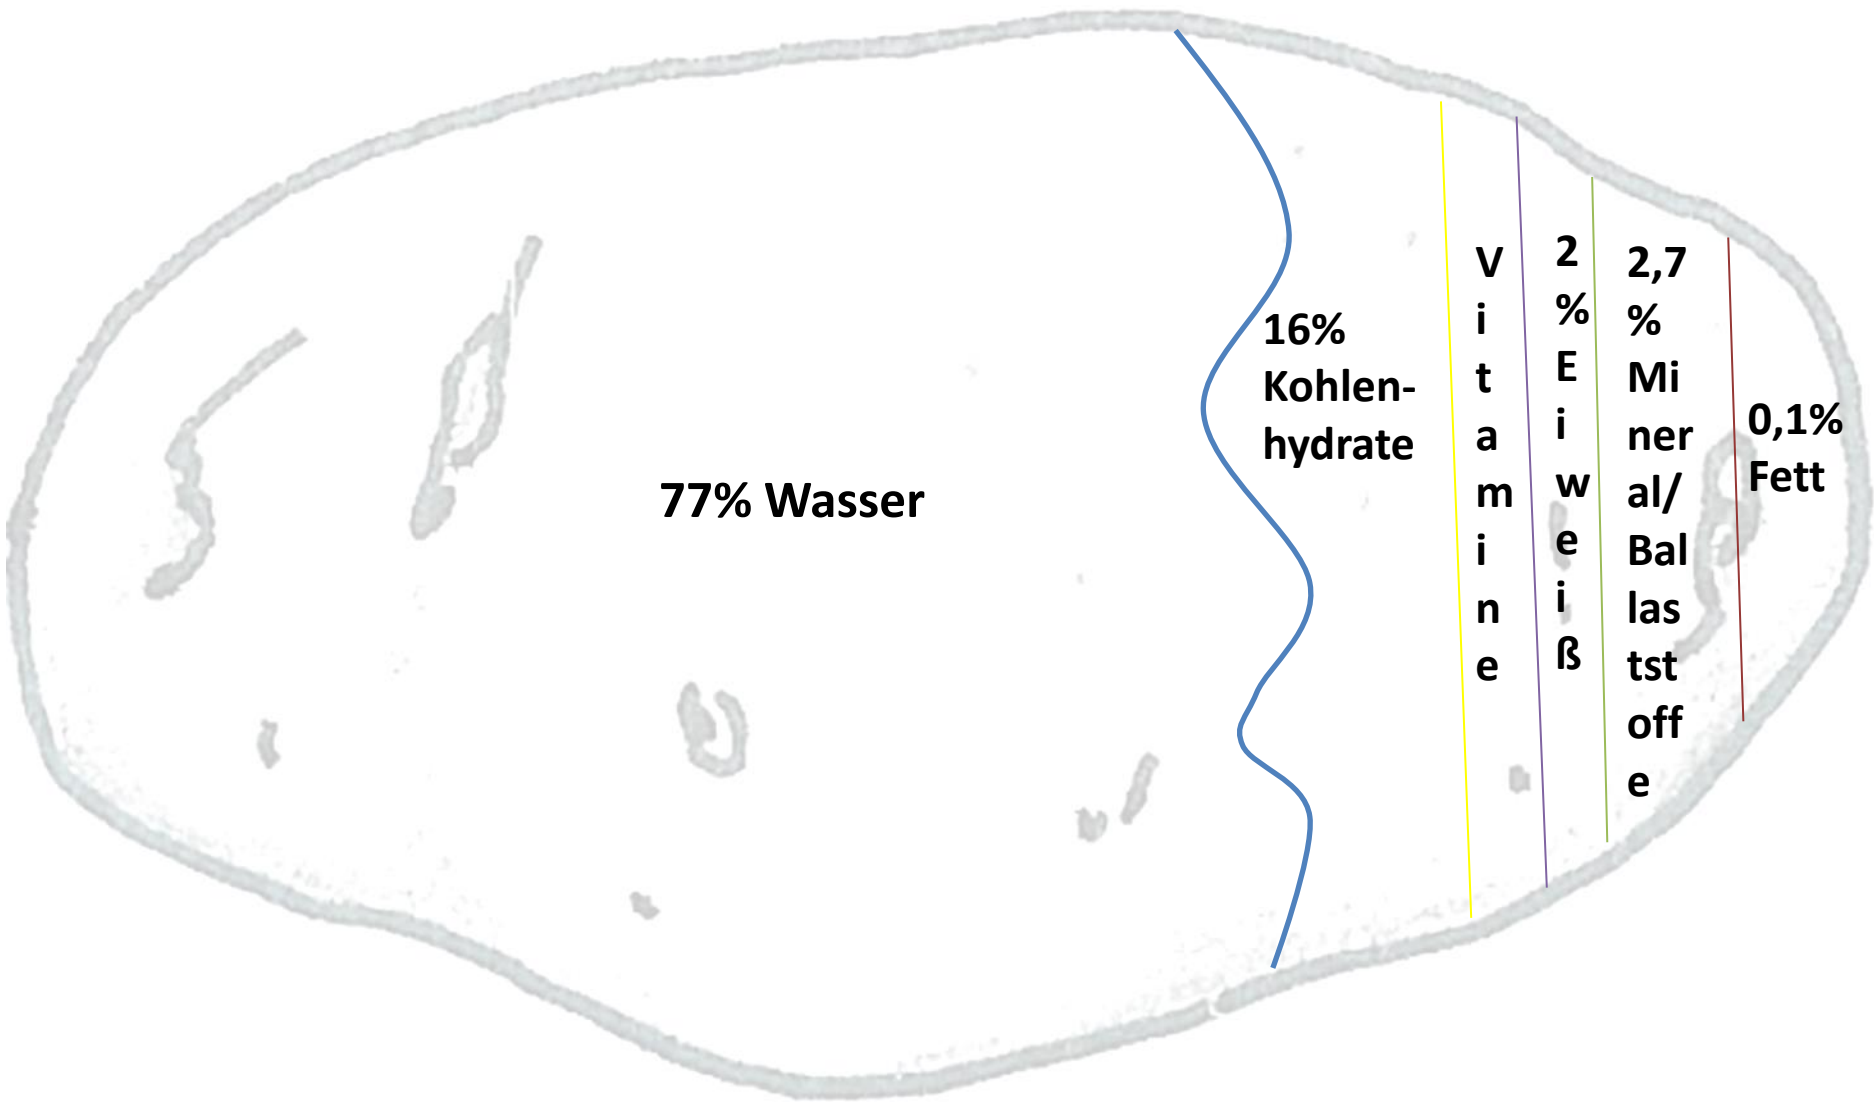 77% Wasser
16%
Kohlen-
hydrate
V
i
t
a
m
i
n
e
2
%
E
i
w
e
i
ß
2,7
%
Mi
ner
al/
Bal
las
tst
off
e
0,1%
Fett